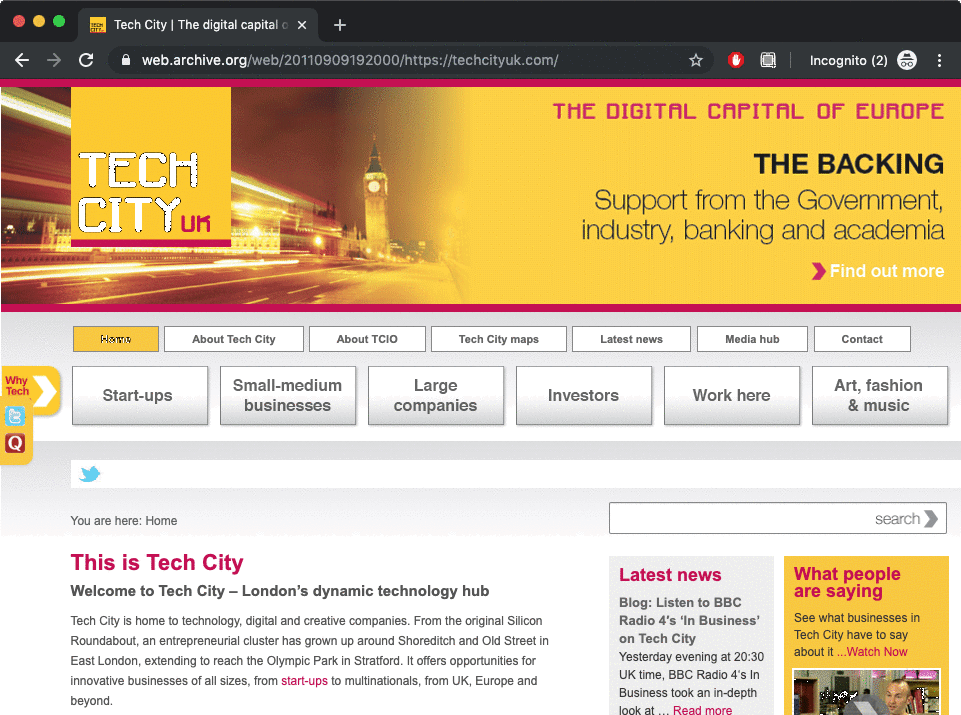 Tech City | The digital capital o
web.archive.org/web/20110909192000/https://techcityuk.com/
Incognito (2)
TECH
CITY UK
THE DIGITAL CAPITAL OF EUROPE
THE BACKING
Support from the Government,
industry, banking and academia
Find out more
Home
About Tech City
About TCIO
Tech City maps
Latest news
Media hub
Contact
Why
Tech
Start-ups
Small-medium
businesses
Large
companies
Investors
Work here
Art, fashion
& music
You are here: Home
search
This is Tech City
Welcome to Tech City – London’s dynamic technology hub
Tech City is home to technology, digital and creative companies. From the original Silicon
Roundabout, an entrepreneurial cluster has grown up around Shoreditch and Old Street in
East London, extending to reach the Olympic Park in Stratford. It offers opportunities for
innovative businesses of all sizes, from start-ups to multinationals, from UK, Europe and
beyond.
Latest news
Blog: Listen to BBC
Radio 4’s ‘In Business’
on Tech City
Yesterday evening at 20:30
UK time, BBC Radio 4’s In
Business took an in-depth
look at … Read more
What people
are saying
See what businesses in
Tech City have to say
about it ...Watch Now